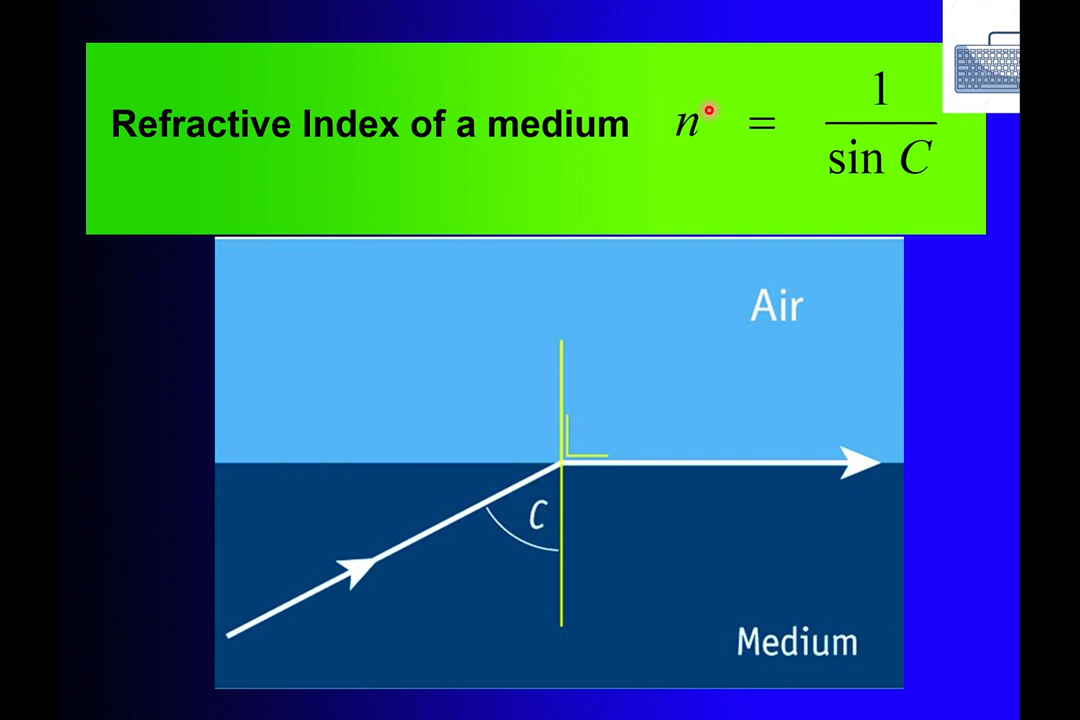 Refractive Index of a medium n = 1 / sin C
Air
C
Medium